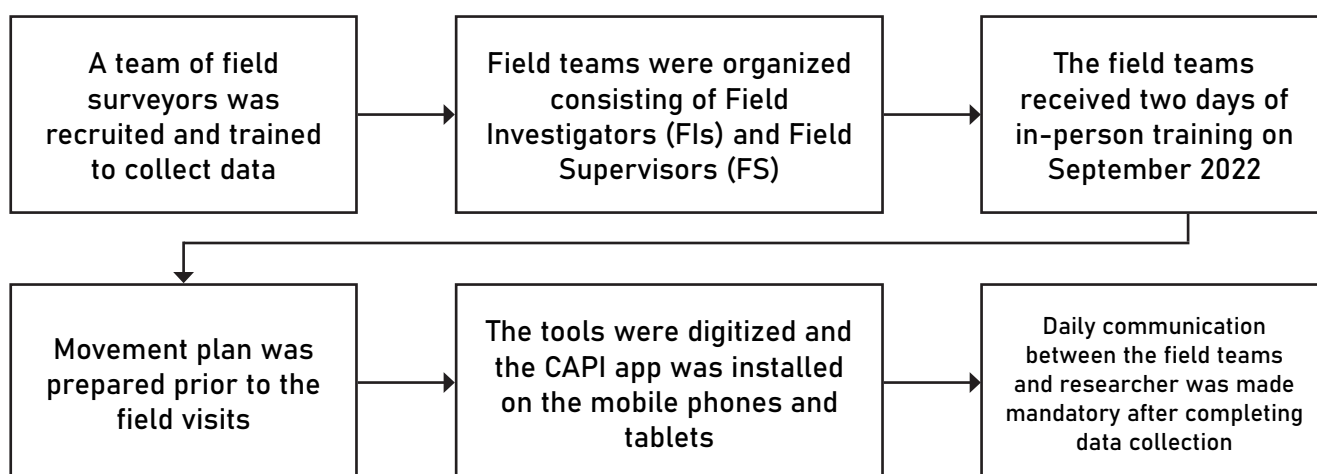 A team of field
surveyors was
recruited and trained
to collect data
Field teams were organized
consisting of Field
Investigators (FIs) and Field
Supervisors (FS)
The field teams
received two days of
in-person training on
September 2022
Movement plan was
prepared prior to the
field visits
The tools were digitized and
the CAPI app was installed
on the mobile phones and
tablets
Daily communication
between the field teams
and researcher was made
mandatory after completing
data collection